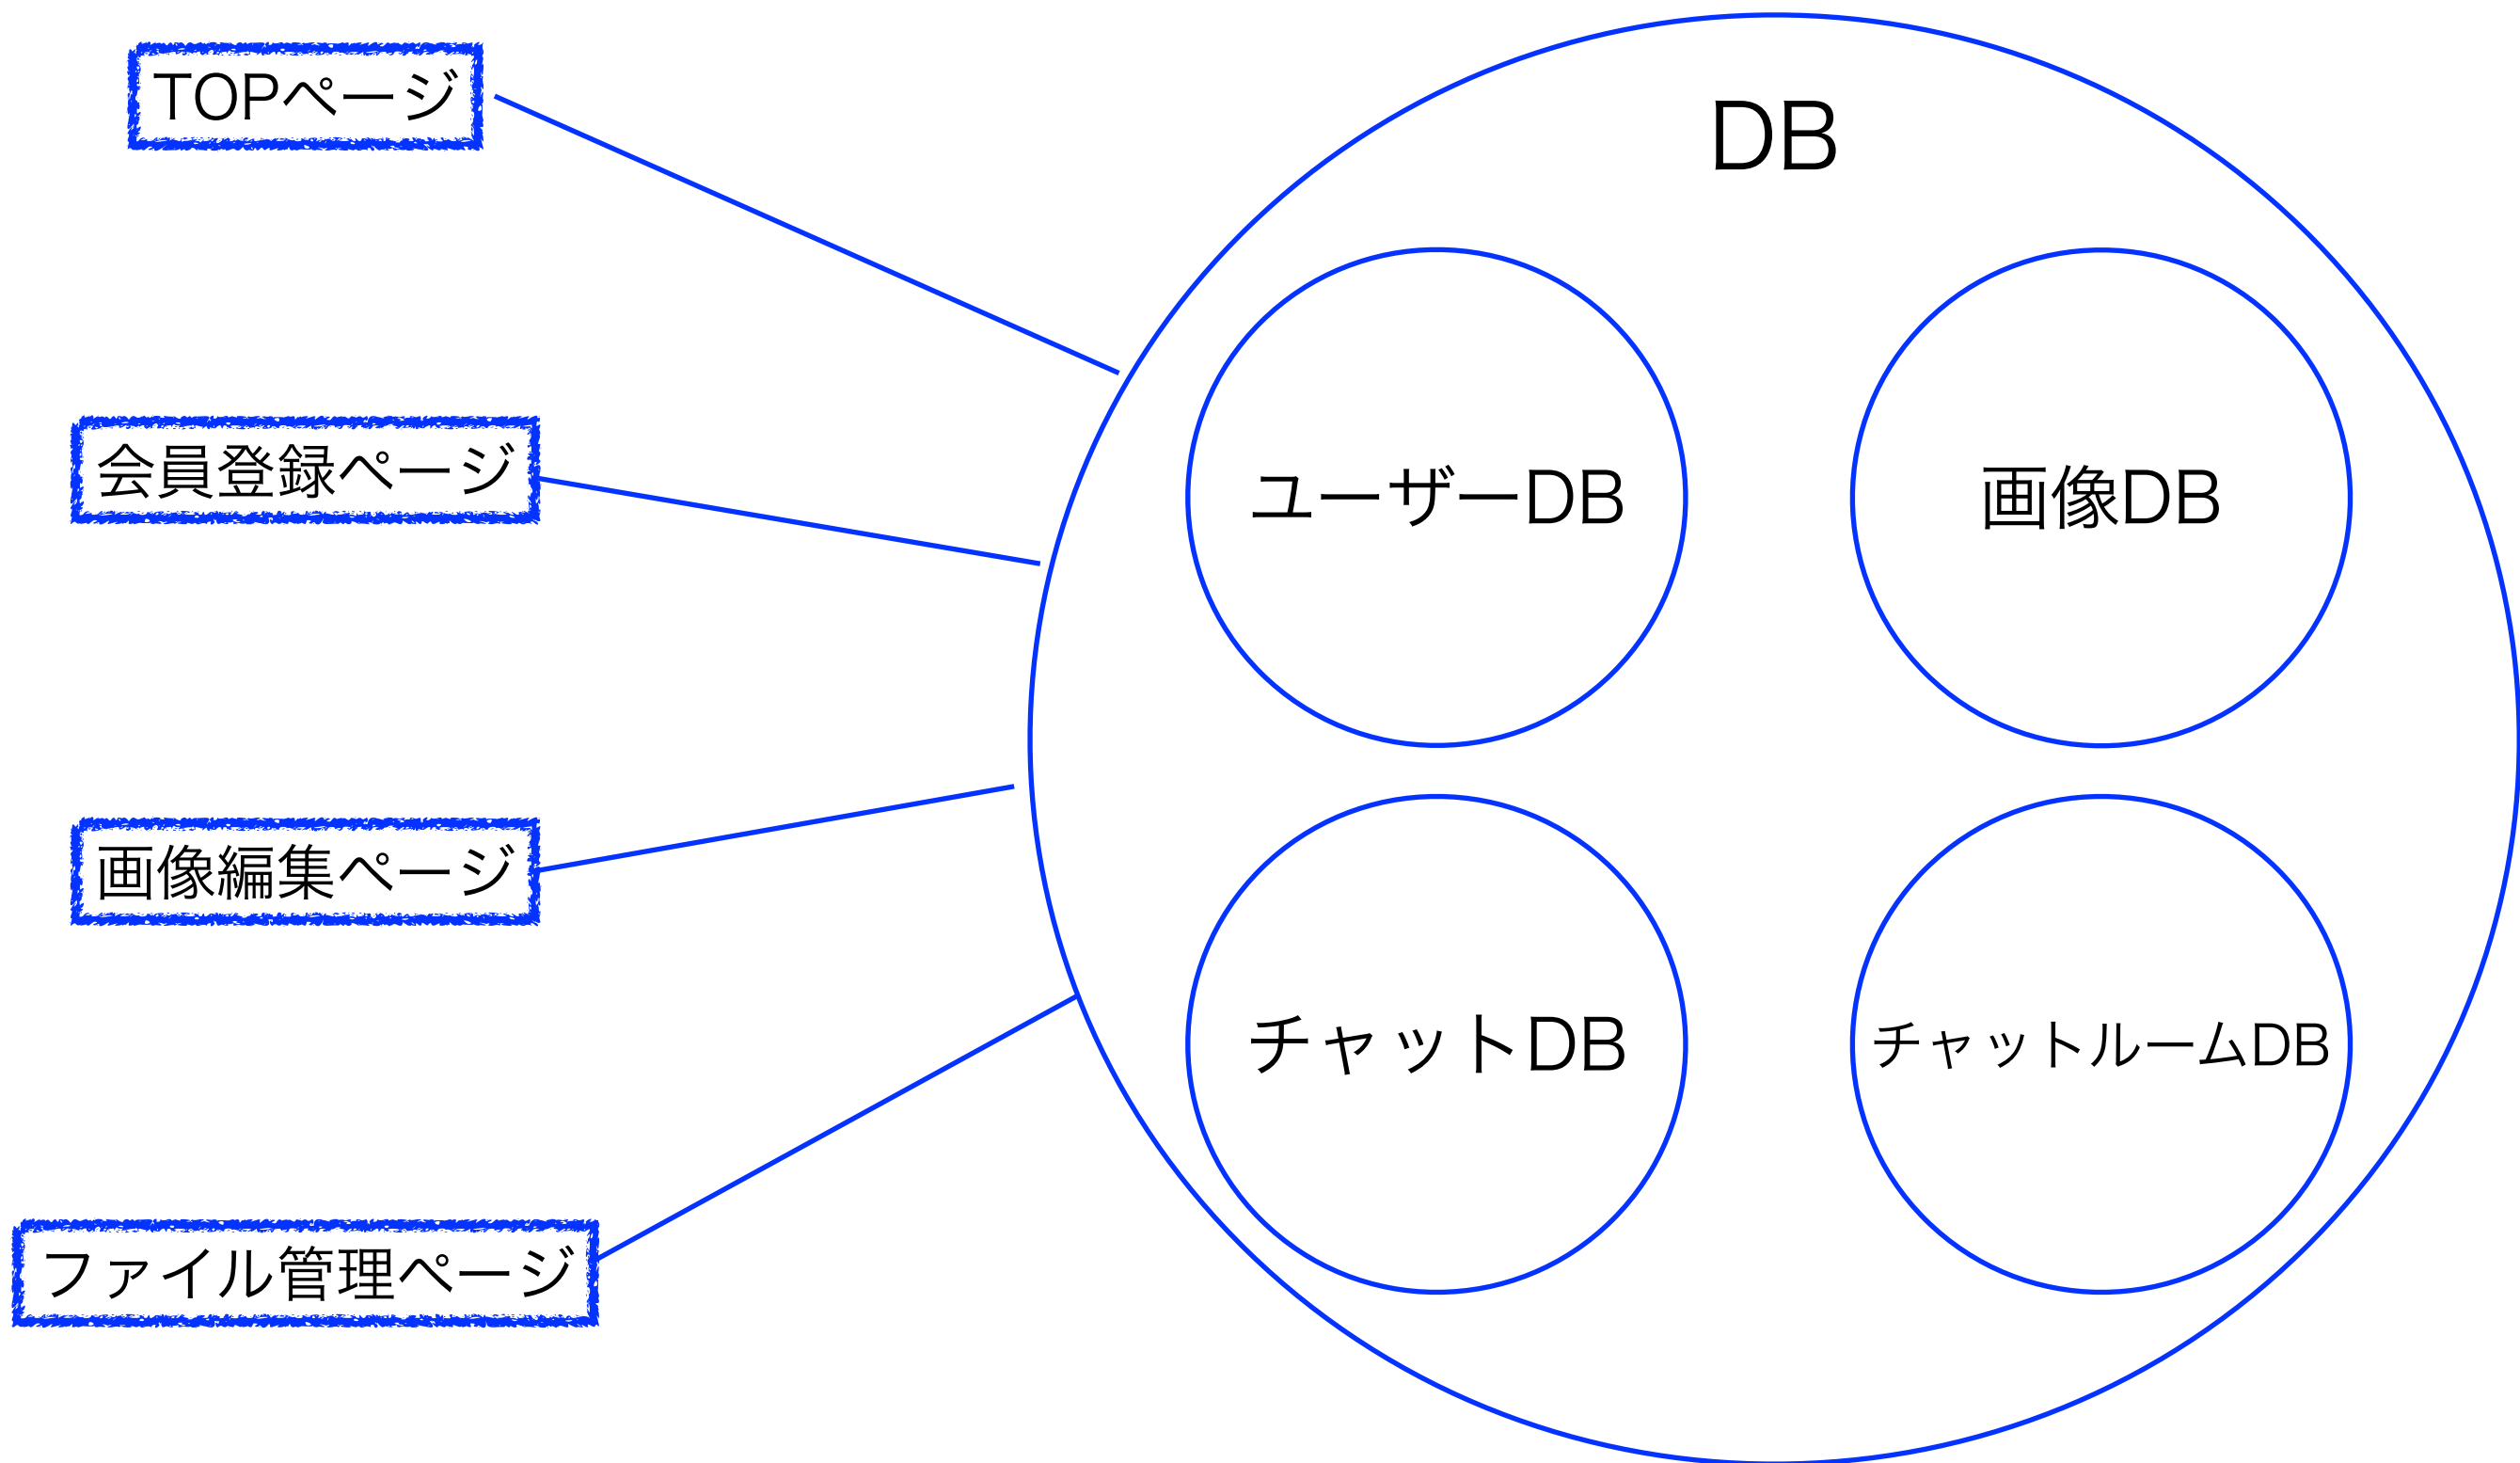 TOPページ
DB
会員登録ページ
ユーザーDB
画像DB
画像編集ページ
チャットDB
チャットルームDB
ファイル管理ページ